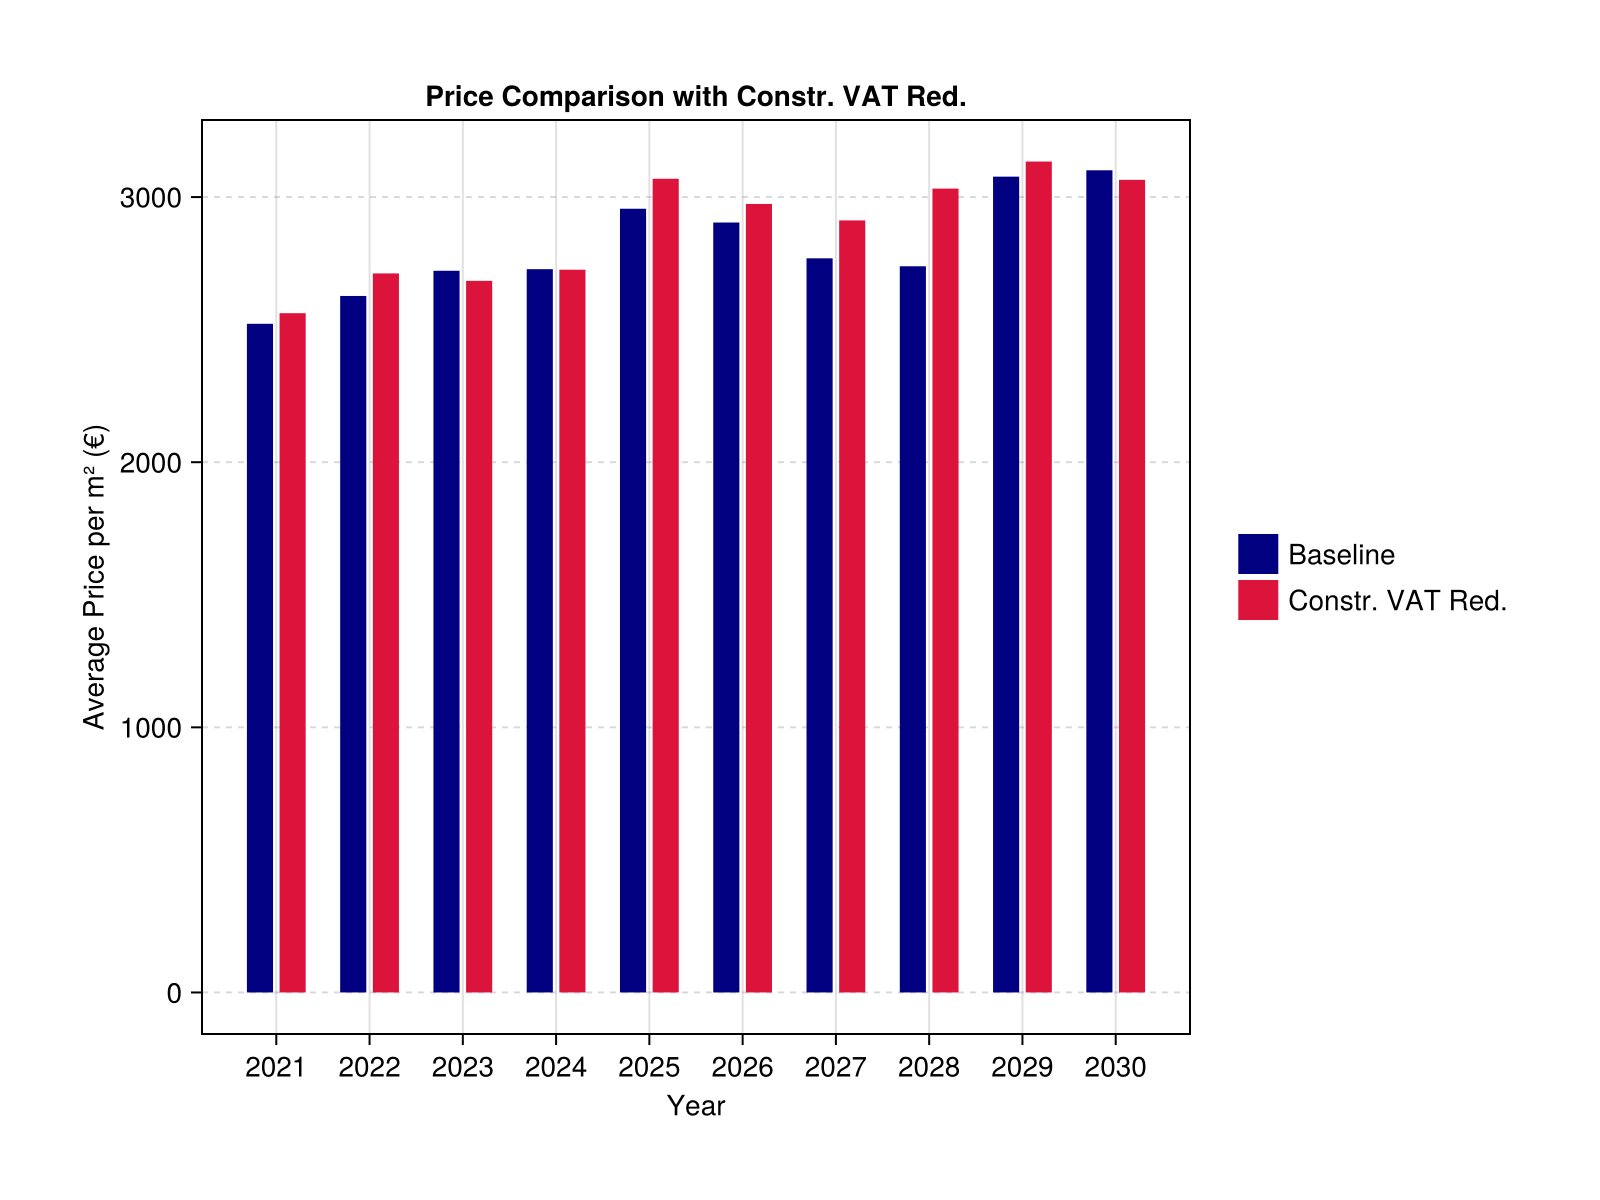 Price Comparison with Constr. VAT Red.
Average Price per m² (€)
3000
2000
1000
0
2021 2022 2023 2024 2025 2026 2027 2028 2029 2030
Year
Baseline
Constr. VAT Red.